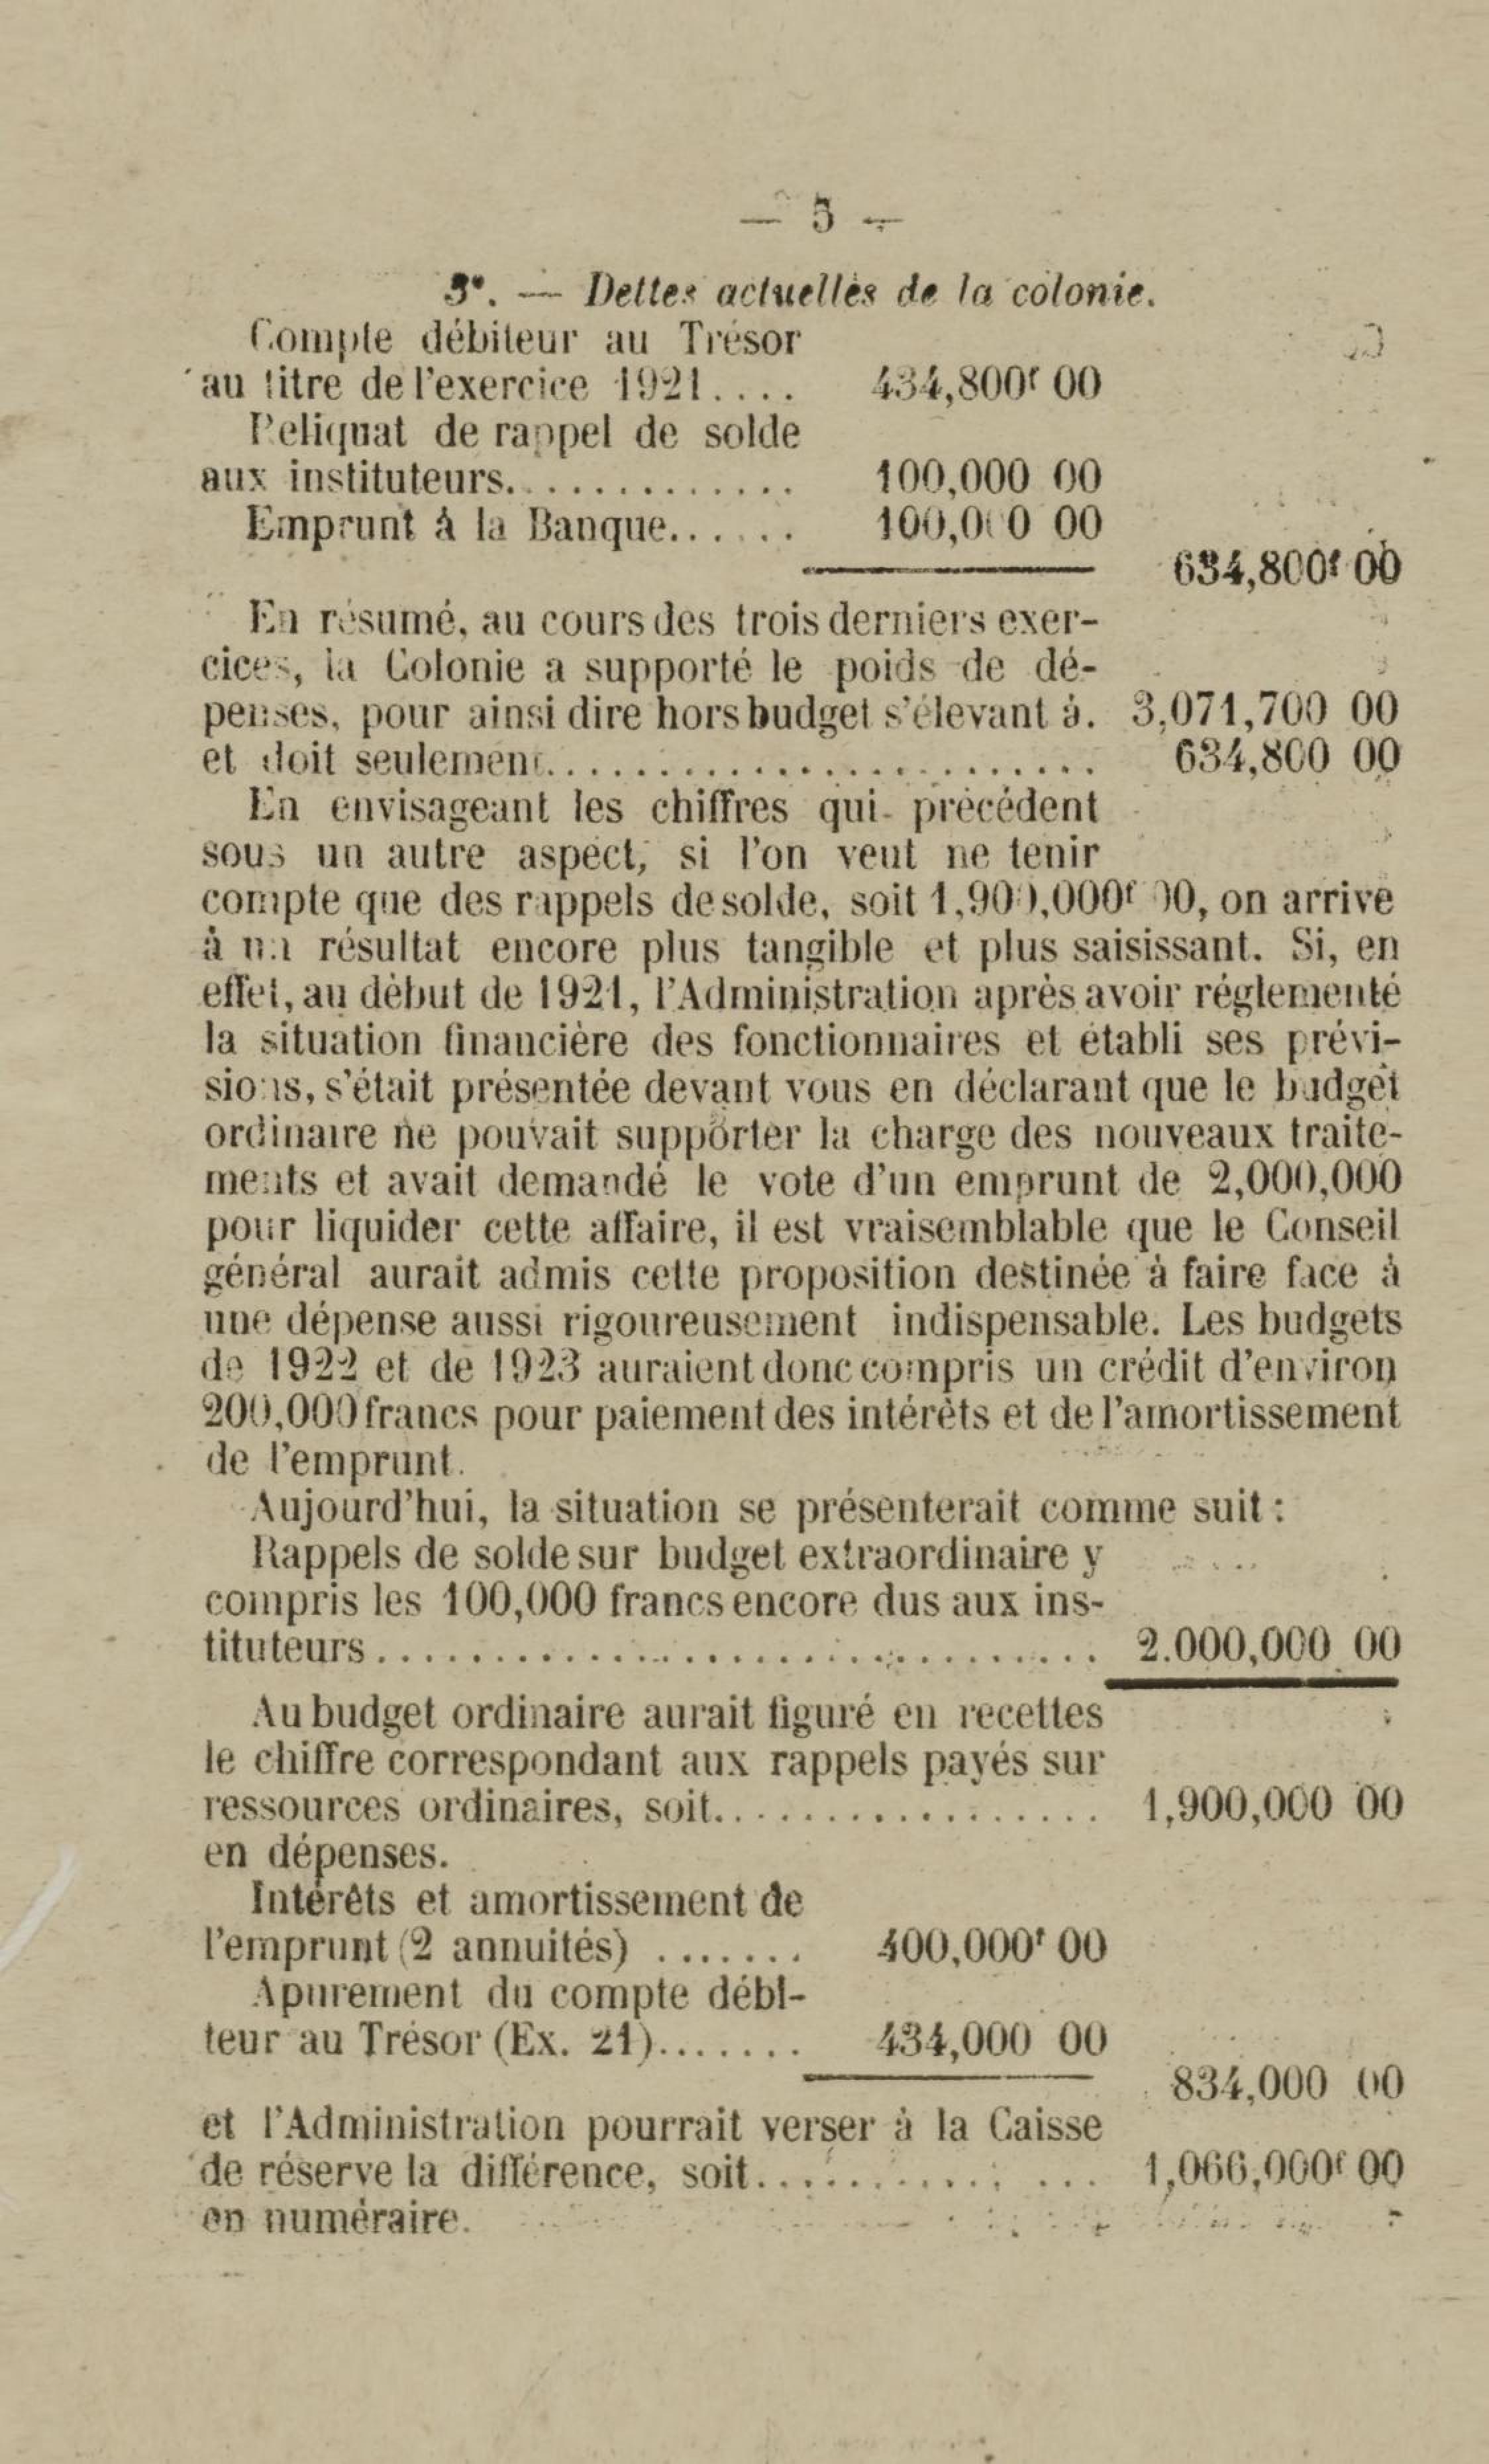 — 5 —
3°. — Dettes actuelles de la colonie.
Compte débiteur au Trésor
au titre de l'exercice 1921.... 434,800f 00
Reliquat de rappel de solde
aux instituteurs............. 100,000 00
Emprunt à la Banque...... 100,000 00
634,800f 00
En résumé, au cours des trois derniers exer-
cices, la Colonie a supporté le poids de dé-
penses, pour ainsi dire hors budget s'élevant à. 3,071,700 00
et doit seulement........................ 634,800 00
En envisageant les chiffres qui précédent
sous un autre aspect, si l'on veut ne tenir
compte que des rappels de solde, soit 1,900,000f 00, on arrive
à un résultat encore plus tangible et plus saisissant. Si, en
effet, au début de 1921, l'Administration après avoir réglementé
la situation financière des fonctionnaires et établi ses prévi-
sions, s'était présentée devant vous en déclarant que le budget
ordinaire ne pouvait supporter la charge des nouveaux traite-
ments et avait demandé le vote d'un emprunt de 2,000,000
pour liquider cette affaire, il est vraisemblable que le Conseil
général aurait admis cette proposition destinée à faire face à
une dépense aussi rigoureusement indispensable. Les budgets
de 1922 et de 1923 auraient donc compris un crédit d'environ
200,000 francs pour paiement des intérêts et de l'amortissement
de l'emprunt.
Aujourd'hui, la situation se présenterait comme suit :
Rappels de solde sur budget extraordinaire y
compris les 100,000 francs encore dus aux ins-
tituteurs............................... 2.000,000 00
Au budget ordinaire aurait figuré en recettes
le chiffre correspondant aux rappels payés sur
ressources ordinaires, soit................. 1,900,000 00
en dépenses.
Intérêts et amortissement de
l'emprunt (2 annuités) ....... 400,000f 00
Apurement du compte débi-
teur au Trésor (Ex. 21)....... 434,000 00
834,000 00
et l'Administration pourrait verser à la Caisse
de réserve la différence, soit............... 1,066,000f 00
en numéraire.